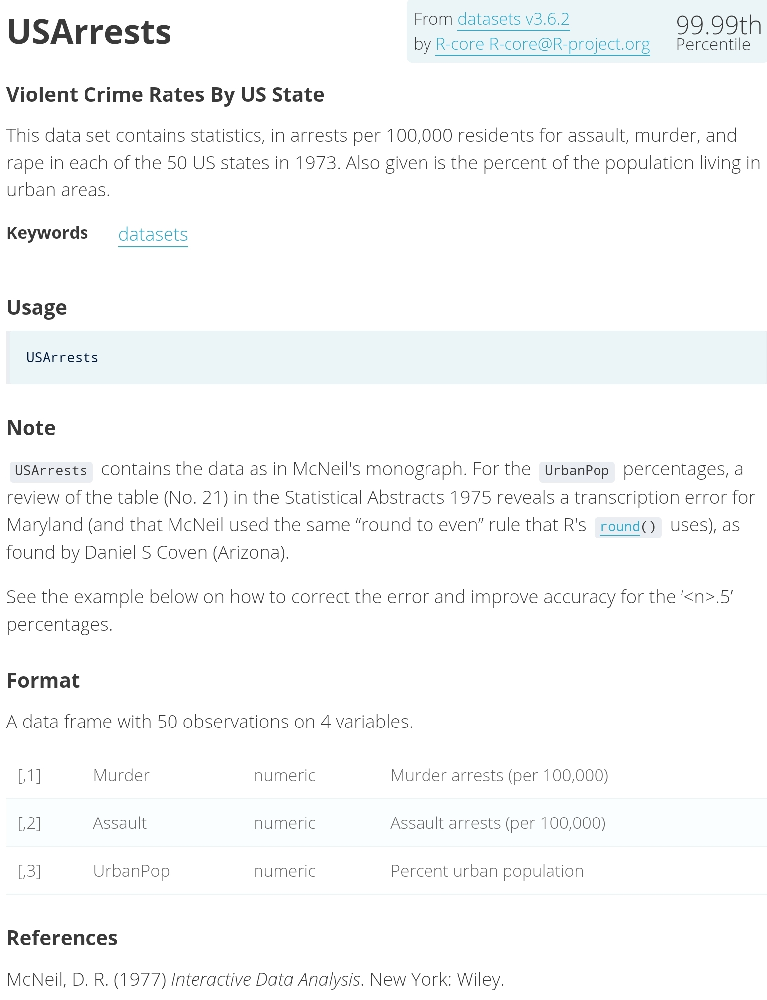 USArrests
From datasets v3.6.2
by R-core R-core@R-project.org
99.99th
Percentile
Violent Crime Rates By US State
This data set contains statistics, in arrests per 100,000 residents for assault, murder, and
rape in each of the 50 US states in 1973. Also given is the percent of the population living in
urban areas.
Keywords datasets
Usage
USArrests
Note
USArrests contains the data as in McNeil's monograph. For the UrbanPop percentages, a
review of the table (No. 21) in the Statistical Abstracts 1975 reveals a transcription error for
Maryland (and that McNeil used the same “round to even” rule that R's round() uses), as
found by Daniel S Coven (Arizona).
See the example below on how to correct the error and improve accuracy for the ‘<n>.5’
percentages.
Format
A data frame with 50 observations on 4 variables.
[,1] Murder numeric Murder arrests (per 100,000)
[,2] Assault numeric Assault arrests (per 100,000)
[,3] UrbanPop numeric Percent urban population
References
McNeil, D. R. (1977) Interactive Data Analysis. New York: Wiley.